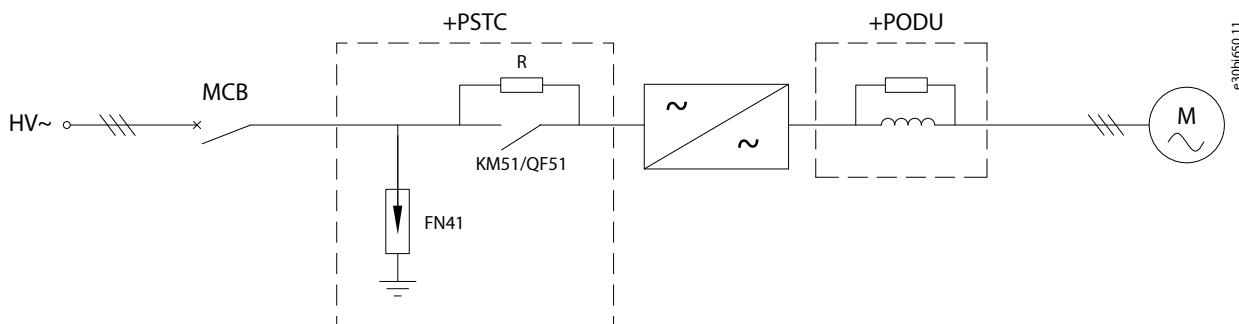 +PSTC
+PODU
R
MCB
HV~
M
KM51/QF51
FN41
e30bj650.11